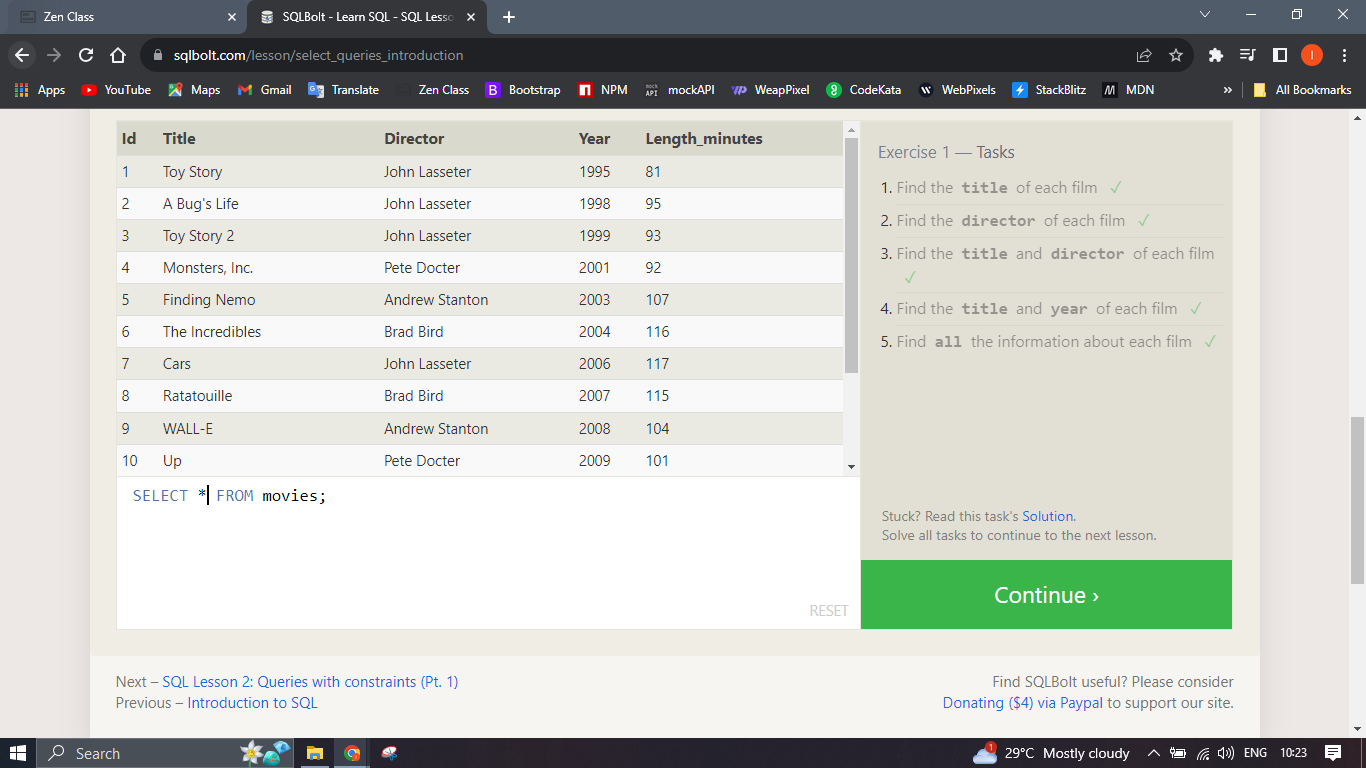 Zen Class
SQLBolt - Learn SQL - SQL Lesso
sqlbolt.com/lesson/select_queries_introduction
I
Apps YouTube Maps Gmail Translate Zen Class B Bootstrap n NPM mock API mockAPI WeapPixel CodeKata WebPixels StackBlitz M MDN » All Bookmarks
Id Title Director Year Length_minutes
1 Toy Story John Lasseter 1995 81
2 A Bug's Life John Lasseter 1998 95
3 Toy Story 2 John Lasseter 1999 93
4 Monsters, Inc. Pete Docter 2001 92
5 Finding Nemo Andrew Stanton 2003 107
6 The Incredibles Brad Bird 2004 116
7 Cars John Lasseter 2006 117
8 Ratatouille Brad Bird 2007 115
9 WALL-E Andrew Stanton 2008 104
10 Up Pete Docter 2009 101
SELECT * FROM movies;
RESET
Exercise 1 — Tasks
1. Find the title of each film ✓
2. Find the director of each film ✓
3. Find the title and director of each film
✓
4. Find the title and year of each film ✓
5. Find all the information about each film ✓
Stuck? Read this task's Solution.
Solve all tasks to continue to the next lesson.
Continue ›
Next – SQL Lesson 2: Queries with constraints (Pt. 1)
Previous – Introduction to SQL
Find SQLBolt useful? Please consider
Donating ($4) via Paypal to support our site.
Search
1
29°C Mostly cloudy
ENG
10:23